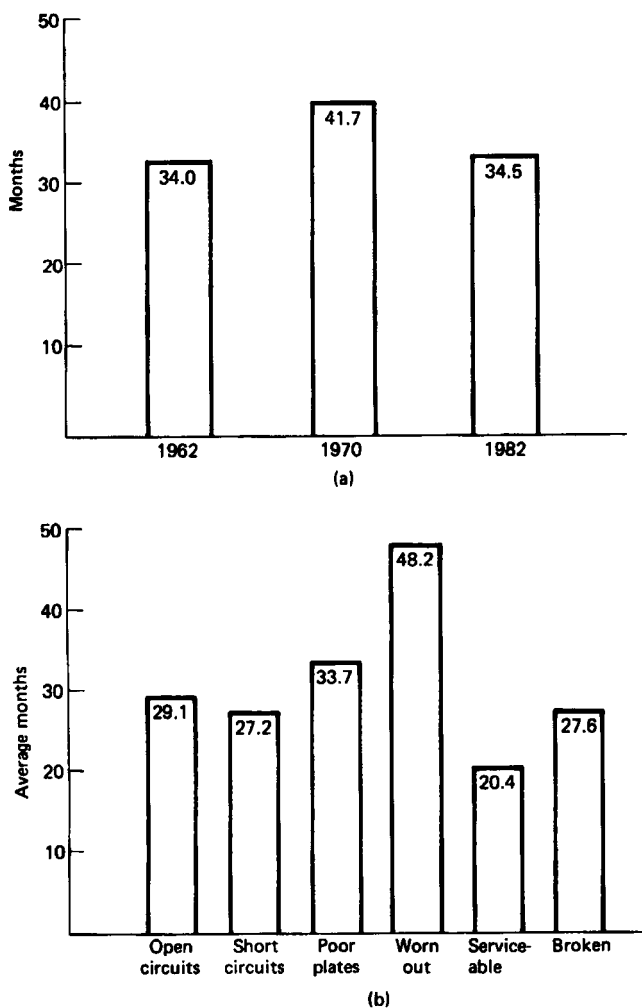 50
40
30
20
10
Months
34.0
41.7
34.5
1962 1970 1982
(a)
50
40
30
20
10
Average months
29.1
27.2
33.7
48.2
20.4
27.6
Open Short Poor Worn Service- Broken
circuits circuits plates out able
(b)